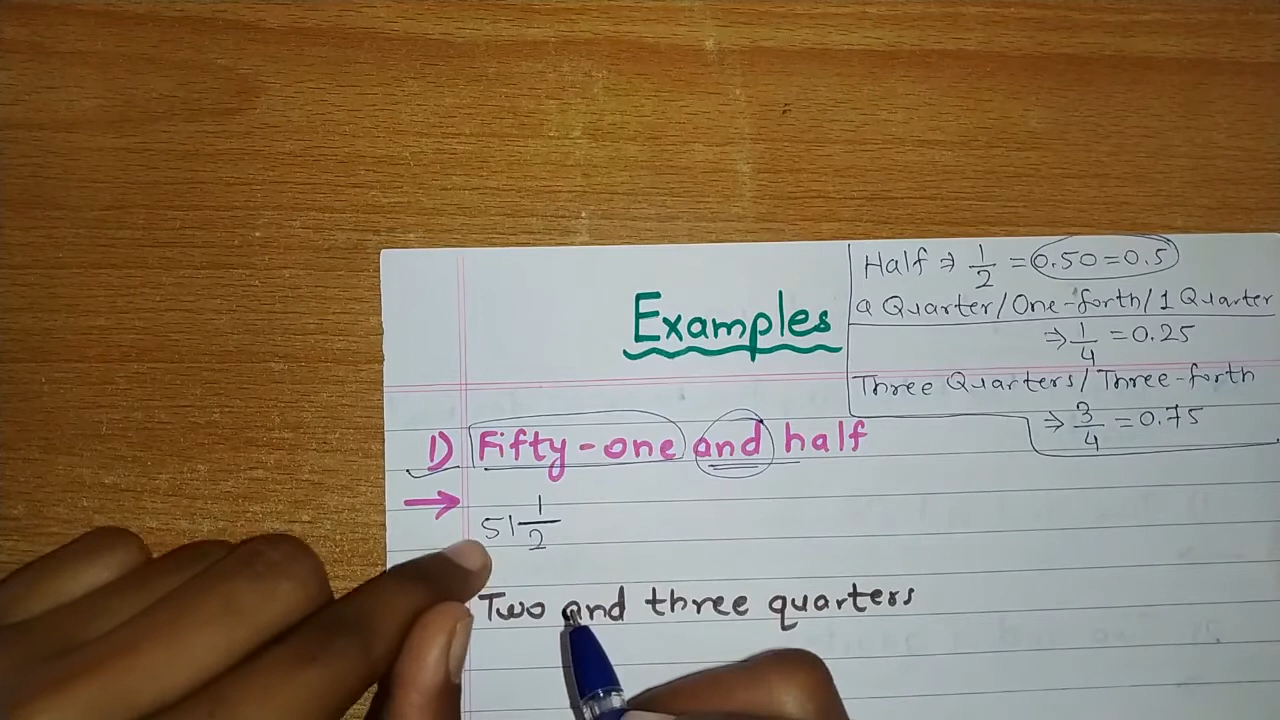 Examples
Half ⇒ 1/2 = 0.50 = 0.5
a Quarter/One-forth/1 Quarter
⇒ 1/4 = 0.25
Three Quarters/Three-forth
⇒ 3/4 = 0.75
1) Fifty-one and half
→
51 1/2
Two and three quarters